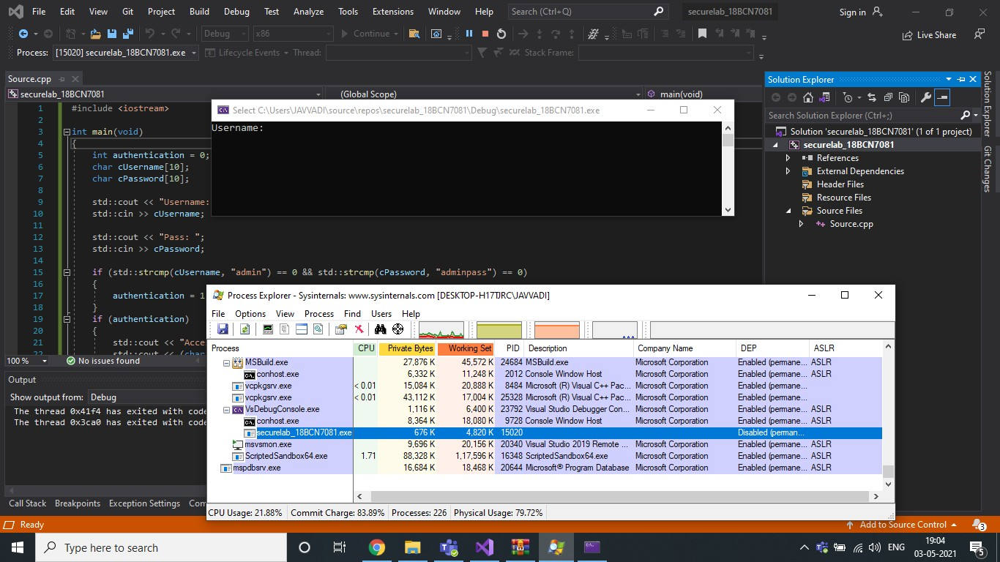 File Edit View Git Project Build Debug Test Analyze Tools Extensions Window Help Search (Ctrl+Q) securelab_18BCN7081 Sign in
Debug x86 Continue Live Share
Process: [15020] securelab_18BCN7081.exe Lifecycle Events Thread: Stack Frame:
Source.cpp
securelab_18BCN7081 (Global Scope) main(void)
1 #include <iostream>
2
3 int main(void)
4 {
5 int authentication = 0;
6 char cUsername[10];
7 char cPassword[10];
8
9 std::cout << "Username:
10 std::cin >> cUsername;
11
12 std::cout << "Pass: ";
13 std::cin >> cPassword;
14
15 if (std::strcmp(cUsername, "admin") == 0 && std::strcmp(cPassword, "adminpass") == 0)
16 {
17 authentication = 1
18 }
19 if (authentication)
20 {
21 std::cout << "Acce
22 std::cout << (char
100 % No issues found
Select C:\Users\JAVVADI\source\repos\securelab_18BCN7081\Debug\securelab_18BCN7081.exe
Username:
Solution Explorer
Search Solution Explorer (Ctrl+;)
Solution 'securelab_18BCN7081' (1 of 1 project)
securelab_18BCN7081
References
External Dependencies
Header Files
Resource Files
Source Files
Source.cpp
Solution Explorer
Git Changes
Output
Show output from: Debug
The thread 0x41f4 has exited with code
The thread 0x3ca0 has exited with code
Process Explorer - Sysinternals: www.sysinternals.com [DESKTOP-H17TJRC\JAVVADI]
File Options View Process Find Users Help
Process CPU Private Bytes Working Set PID Description Company Name DEP ASLR
MSBuild.exe 27,876 K 45,572 K 24684 MSBuild.exe Microsoft Corporation Enabled (permane... ASLR
conhost.exe 6,332 K 11,248 K 2012 Console Window Host Microsoft Corporation Enabled (permane... ASLR
vcpkgsrv.exe < 0.01 15,084 K 20,888 K 8484 Microsoft (R) Visual C++ Pac... Microsoft Corporation Enabled (permane... ASLR
vcpkgsrv.exe < 0.01 43,112 K 17,004 K 25328 Microsoft (R) Visual C++ Pac... Microsoft Corporation Enabled (permane...
VsDebugConsole.exe 1,116 K 6,400 K 23792 Visual Studio Debugger Con... Microsoft Corporation Enabled (permane... ASLR
conhost.exe 8,364 K 18,080 K 9728 Console Window Host Microsoft Corporation Enabled (permane... ASLR
securelab_18BCN7081.exe 676 K 4,820 K 15020 Disabled (perman...
msvsmon.exe 9,696 K 20,156 K 20340 Visual Studio 2019 Remote ... Microsoft Corporation Enabled (permane... ASLR
ScriptedSandbox64.exe 1.71 88,328 K 1,17,596 K 16348 ScriptedSandbox64.exe Microsoft Corporation Enabled (permane... ASLR
mspdbsrv.exe 16,684 K 18,468 K 20644 Microsoft® Program Database Microsoft Corporation Enabled (permane... ASLR
CPU Usage: 21.88% Commit Charge: 83.89% Processes: 226 Physical Usage: 79.72%
Call Stack Breakpoints Exception Settings Com
Ready Add to Source Control 3
Type here to search ENG 19:04
03-05-2021 5